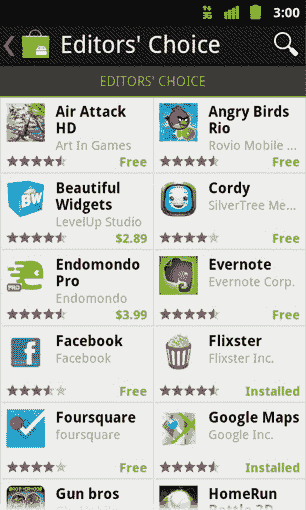 3G
3:00
Editors' Choice
EDITORS' CHOICE
Air Attack
HD
Art In Games
Free
Angry Birds
Rio
Rovio Mobile ...
Free
BW
Beautiful
Widgets
LevelUp Studio
$2.89
Cordy
SilverTree Me...
Free
PRO
Endomondo
Pro
Endomondo
$3.99
Evernote
Evernote Corp.
Free
f
Facebook
Facebook
Free
Flixster
Flixster Inc.
Installed
Foursquare
foursquare
Free
Google Maps
Google Inc.
Installed
Gun bros
HomeRun